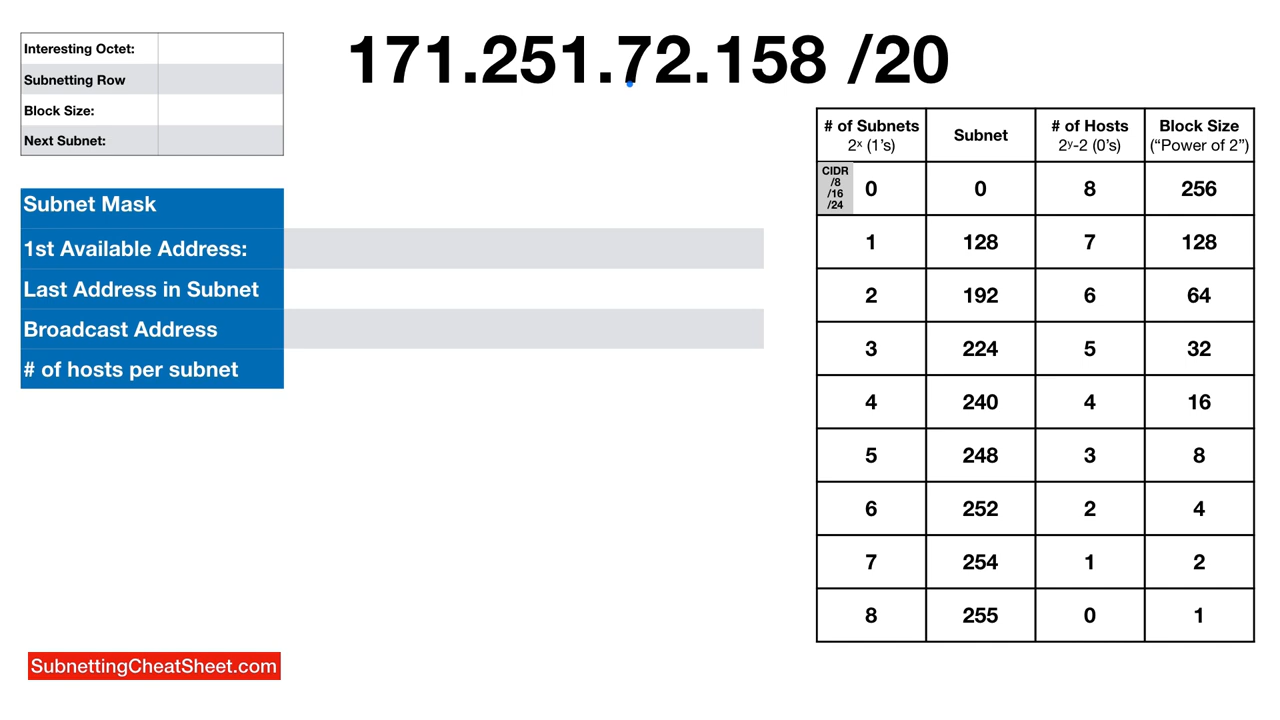 171.251.72.158 /20
Interesting Octet:
Subnetting Row
Block Size:
Next Subnet:
Subnet Mask
1st Available Address:
Last Address in Subnet
Broadcast Address
# of hosts per subnet
# of Subnets Subnet # of Hosts Block Size
2ˣ (1’s) 2ʸ-2 (0’s) (“Power of 2”)
CIDR
/8
/16
/24
0 0 8 256
1 128 7 128
2 192 6 64
3 224 5 32
4 240 4 16
5 248 3 8
6 252 2 4
7 254 1 2
8 255 0 1
SubnettingCheatSheet.com